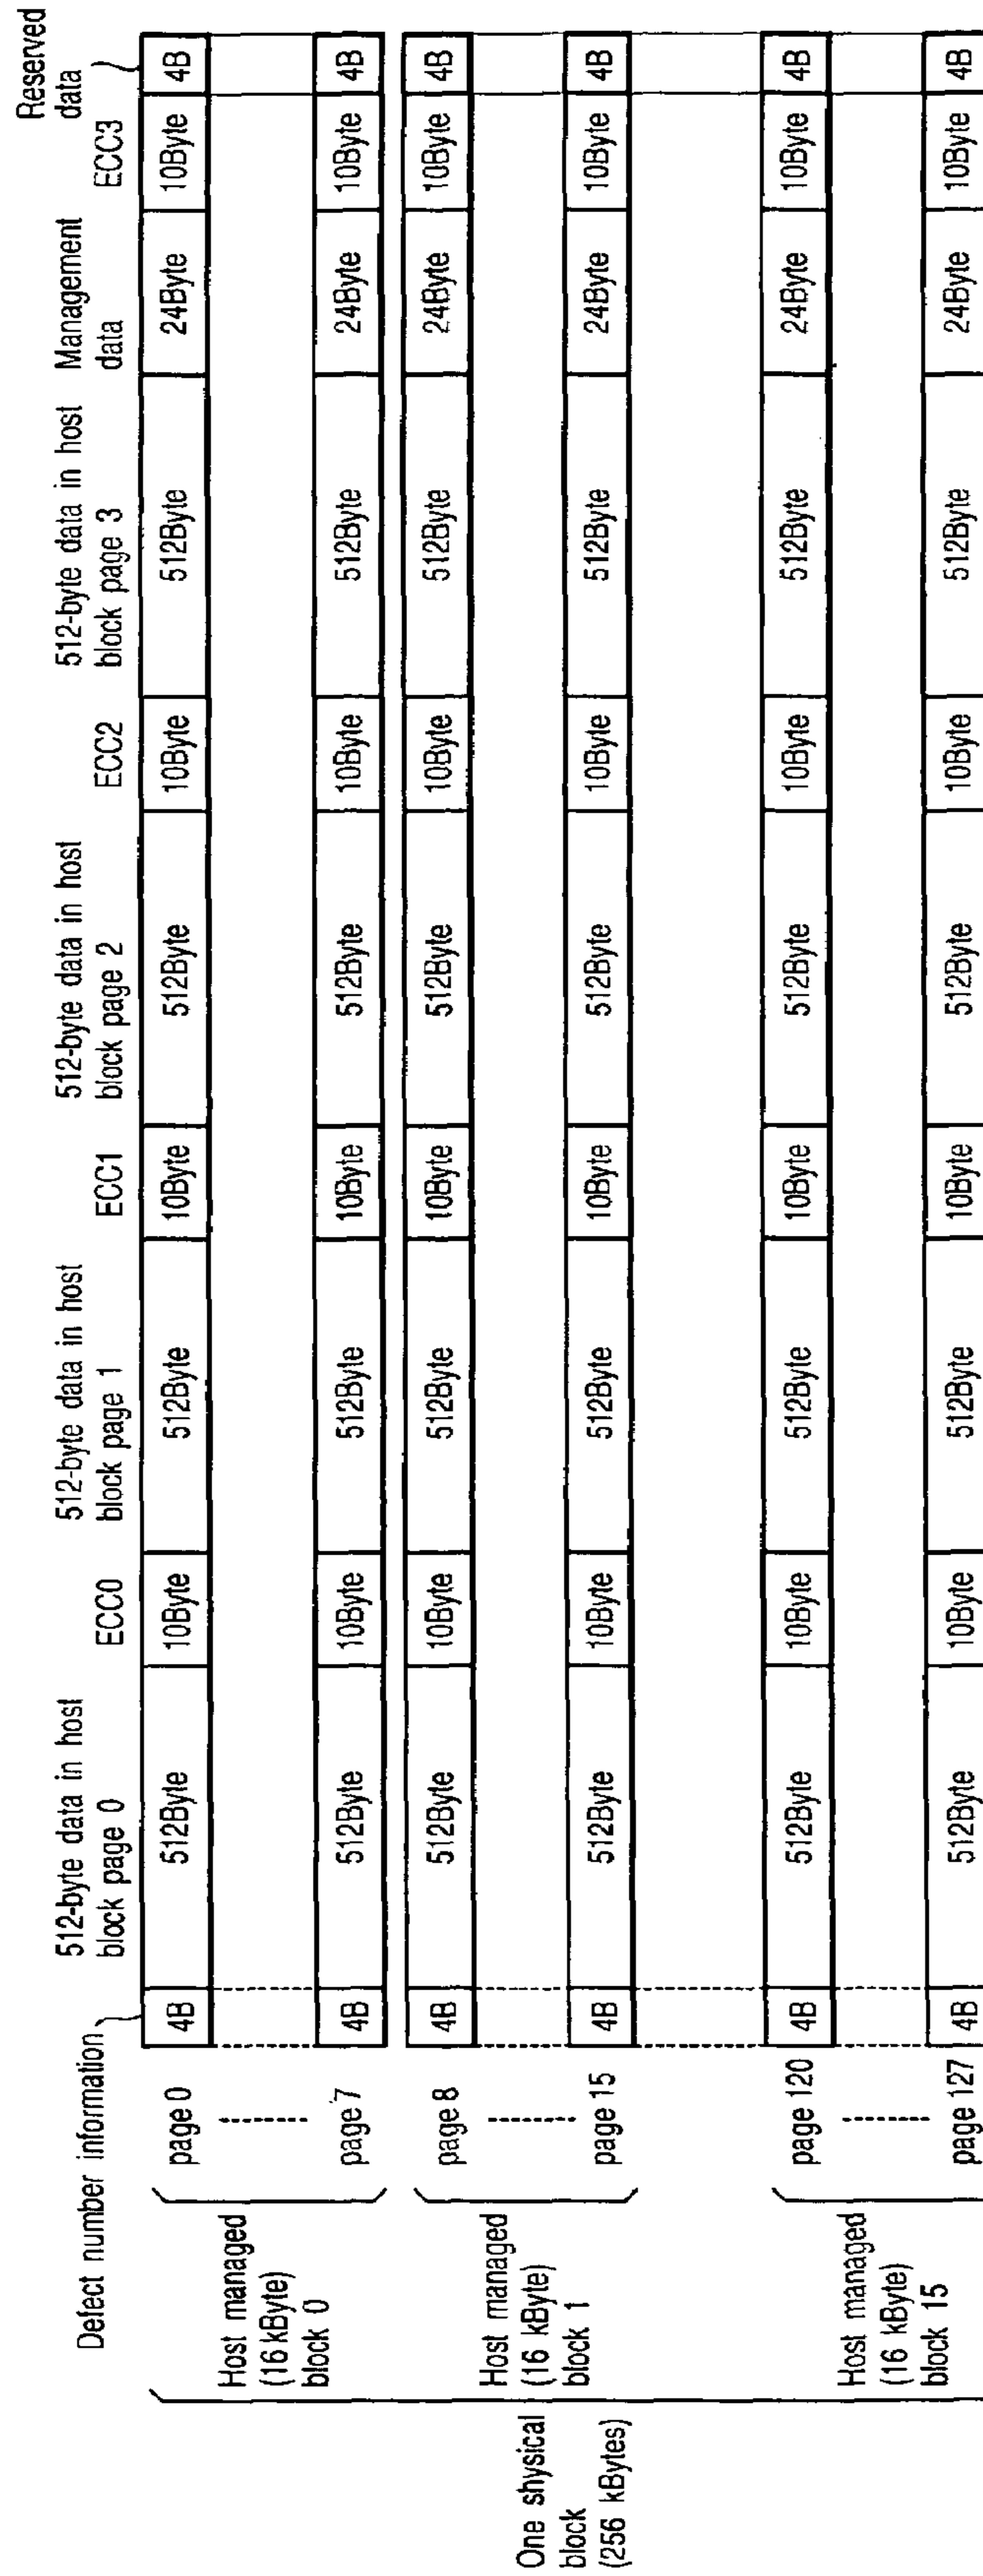 Defect number information
512-byte data in host
block page 0
ECC0
512-byte data in host
block page 1
ECC1
512-byte data in host
block page 2
ECC2
512-byte data in host
block page 3
Management
data
ECC3
Reserved
data
One shysical
block
(256 kBytes)
Host managed
(16 kByte)
block 0
page 0
4B 512Byte 10Byte 512Byte 10Byte 512Byte 10Byte 512Byte 24Byte 10Byte 4B
page 7
4B 512Byte 10Byte 512Byte 10Byte 512Byte 10Byte 512Byte 24Byte 10Byte 4B
Host managed
(16 kByte)
block 1
page 8
4B 512Byte 10Byte 512Byte 10Byte 512Byte 10Byte 512Byte 24Byte 10Byte 4B
page 15
4B 512Byte 10Byte 512Byte 10Byte 512Byte 10Byte 512Byte 24Byte 10Byte 4B
Host managed
(16 kByte)
block 15
page 120
4B 512Byte 10Byte 512Byte 10Byte 512Byte 10Byte 512Byte 24Byte 10Byte 4B
page 127
4B 512Byte 10Byte 512Byte 10Byte 512Byte 10Byte 512Byte 24Byte 10Byte 4B